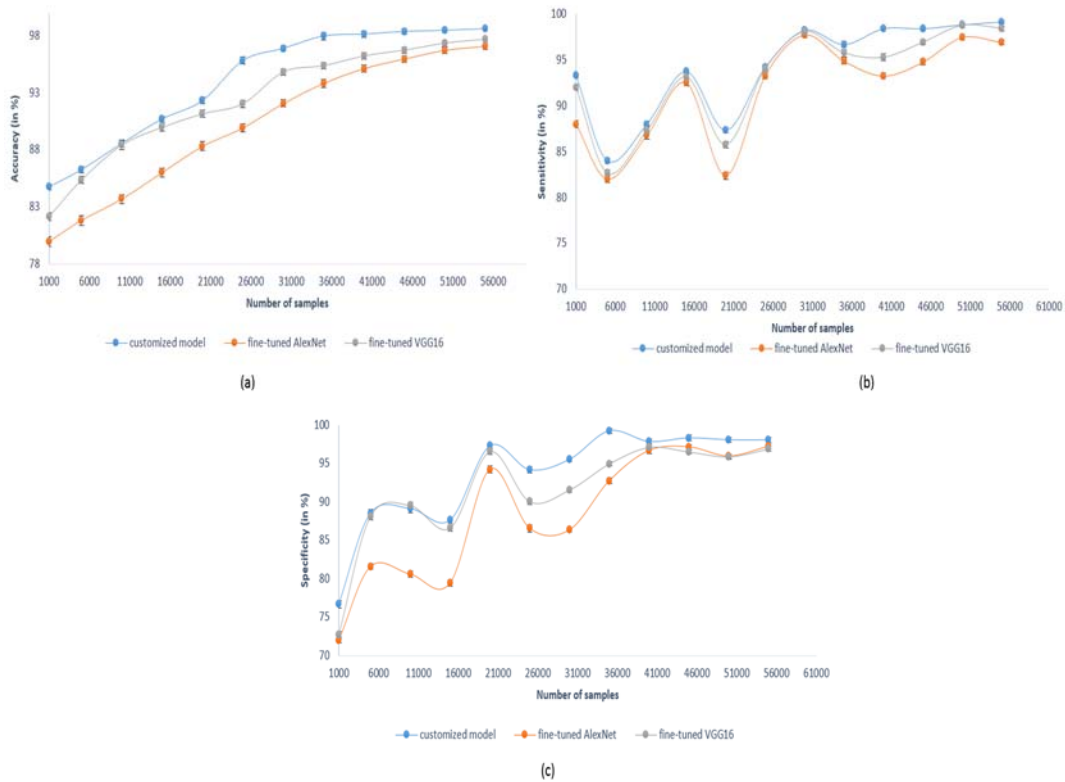 98
93
88
83
78
Accuracy (in %)
1000 6000 11000 16000 21000 26000 31000 36000 41000 46000 51000 56000
Number of samples
customized model fine-tuned AlexNet fine-tuned VGG16
(a)
100
95
90
85
80
75
70
Sensitivity (in %)
1000 6000 11000 16000 21000 26000 31000 36000 41000 46000 51000 56000 61000
Number of samples
customized model fine-tuned AlexNet fine-tuned VGG16
(b)
100
95
90
85
80
75
70
Specificity (in %)
1000 6000 11000 16000 21000 26000 31000 36000 41000 46000 51000 56000 61000
Number of samples
customized model fine-tuned AlexNet fine-tuned VGG16
(c)